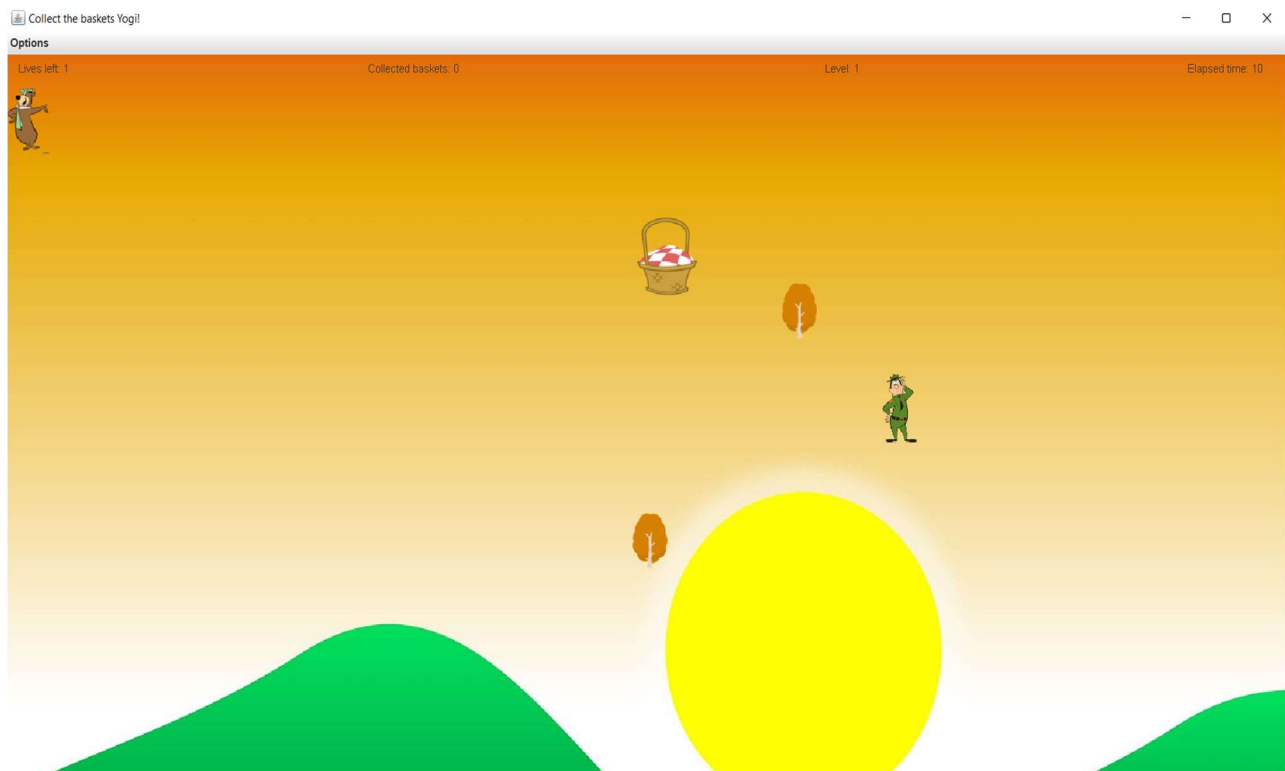 Collect the baskets Yogi!
Options
Lives left: 1 Collected baskets: 0 Level: 1 Elapsed time: 10